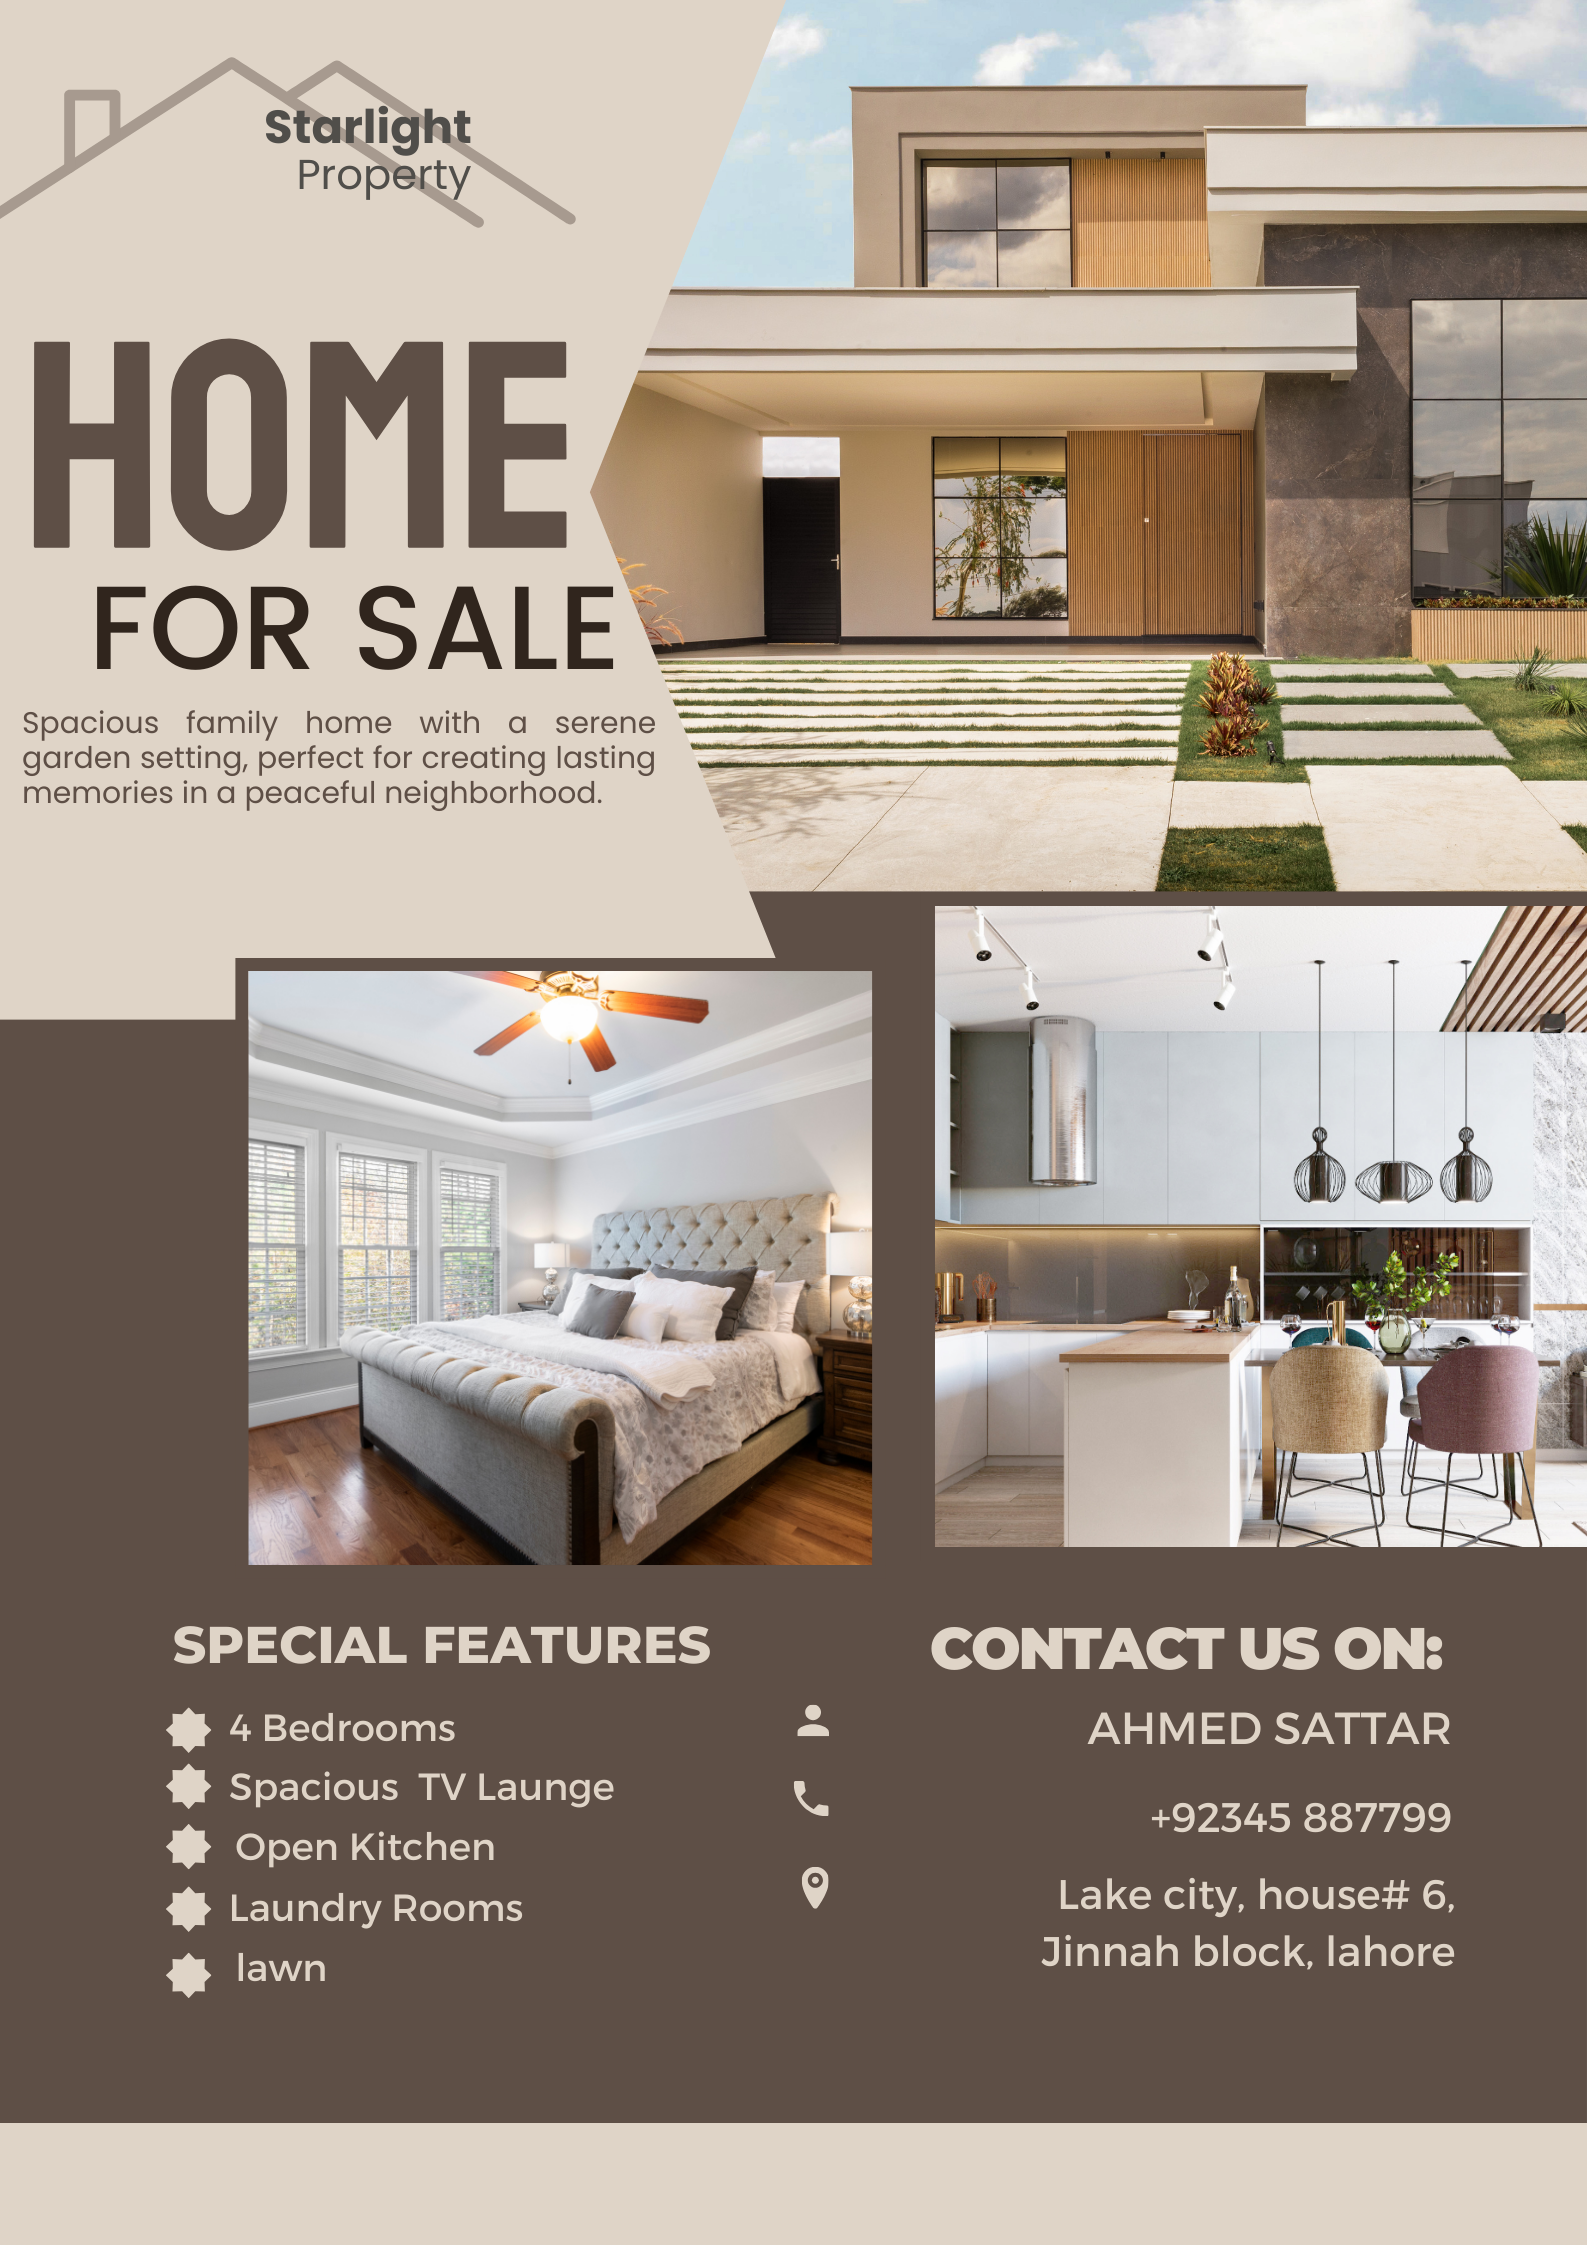 Starlight
Property
HOME
FOR SALE
Spacious family home with a serene
garden setting, perfect for creating lasting
memories in a peaceful neighborhood.
SPECIAL FEATURES
4 Bedrooms
Spacious TV Launge
Open Kitchen
Laundry Rooms
lawn
CONTACT US ON:
AHMED SATTAR
+92345 887799
Lake city, house# 6,
Jinnah block, lahore